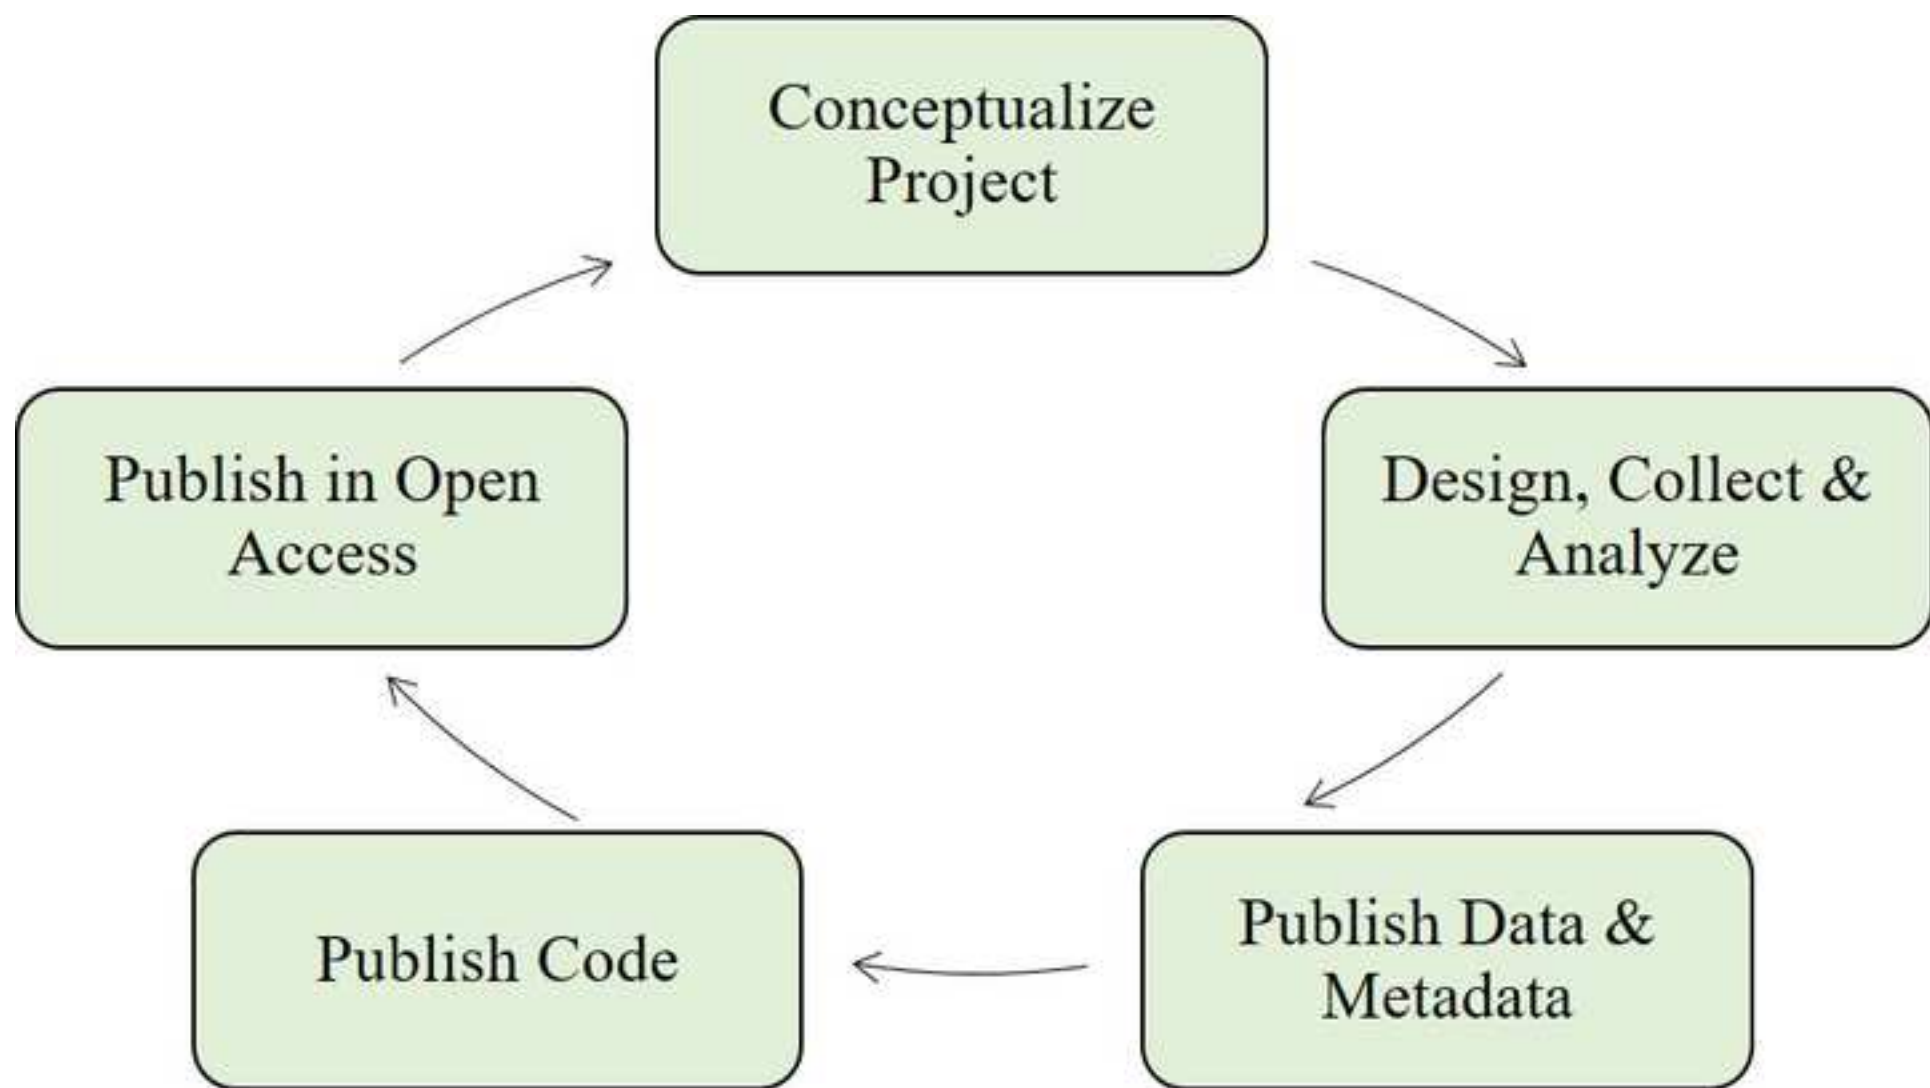 Conceptualize
Project
Design, Collect &
Analyze
Publish Data &
Metadata
Publish Code
Publish in Open
Access